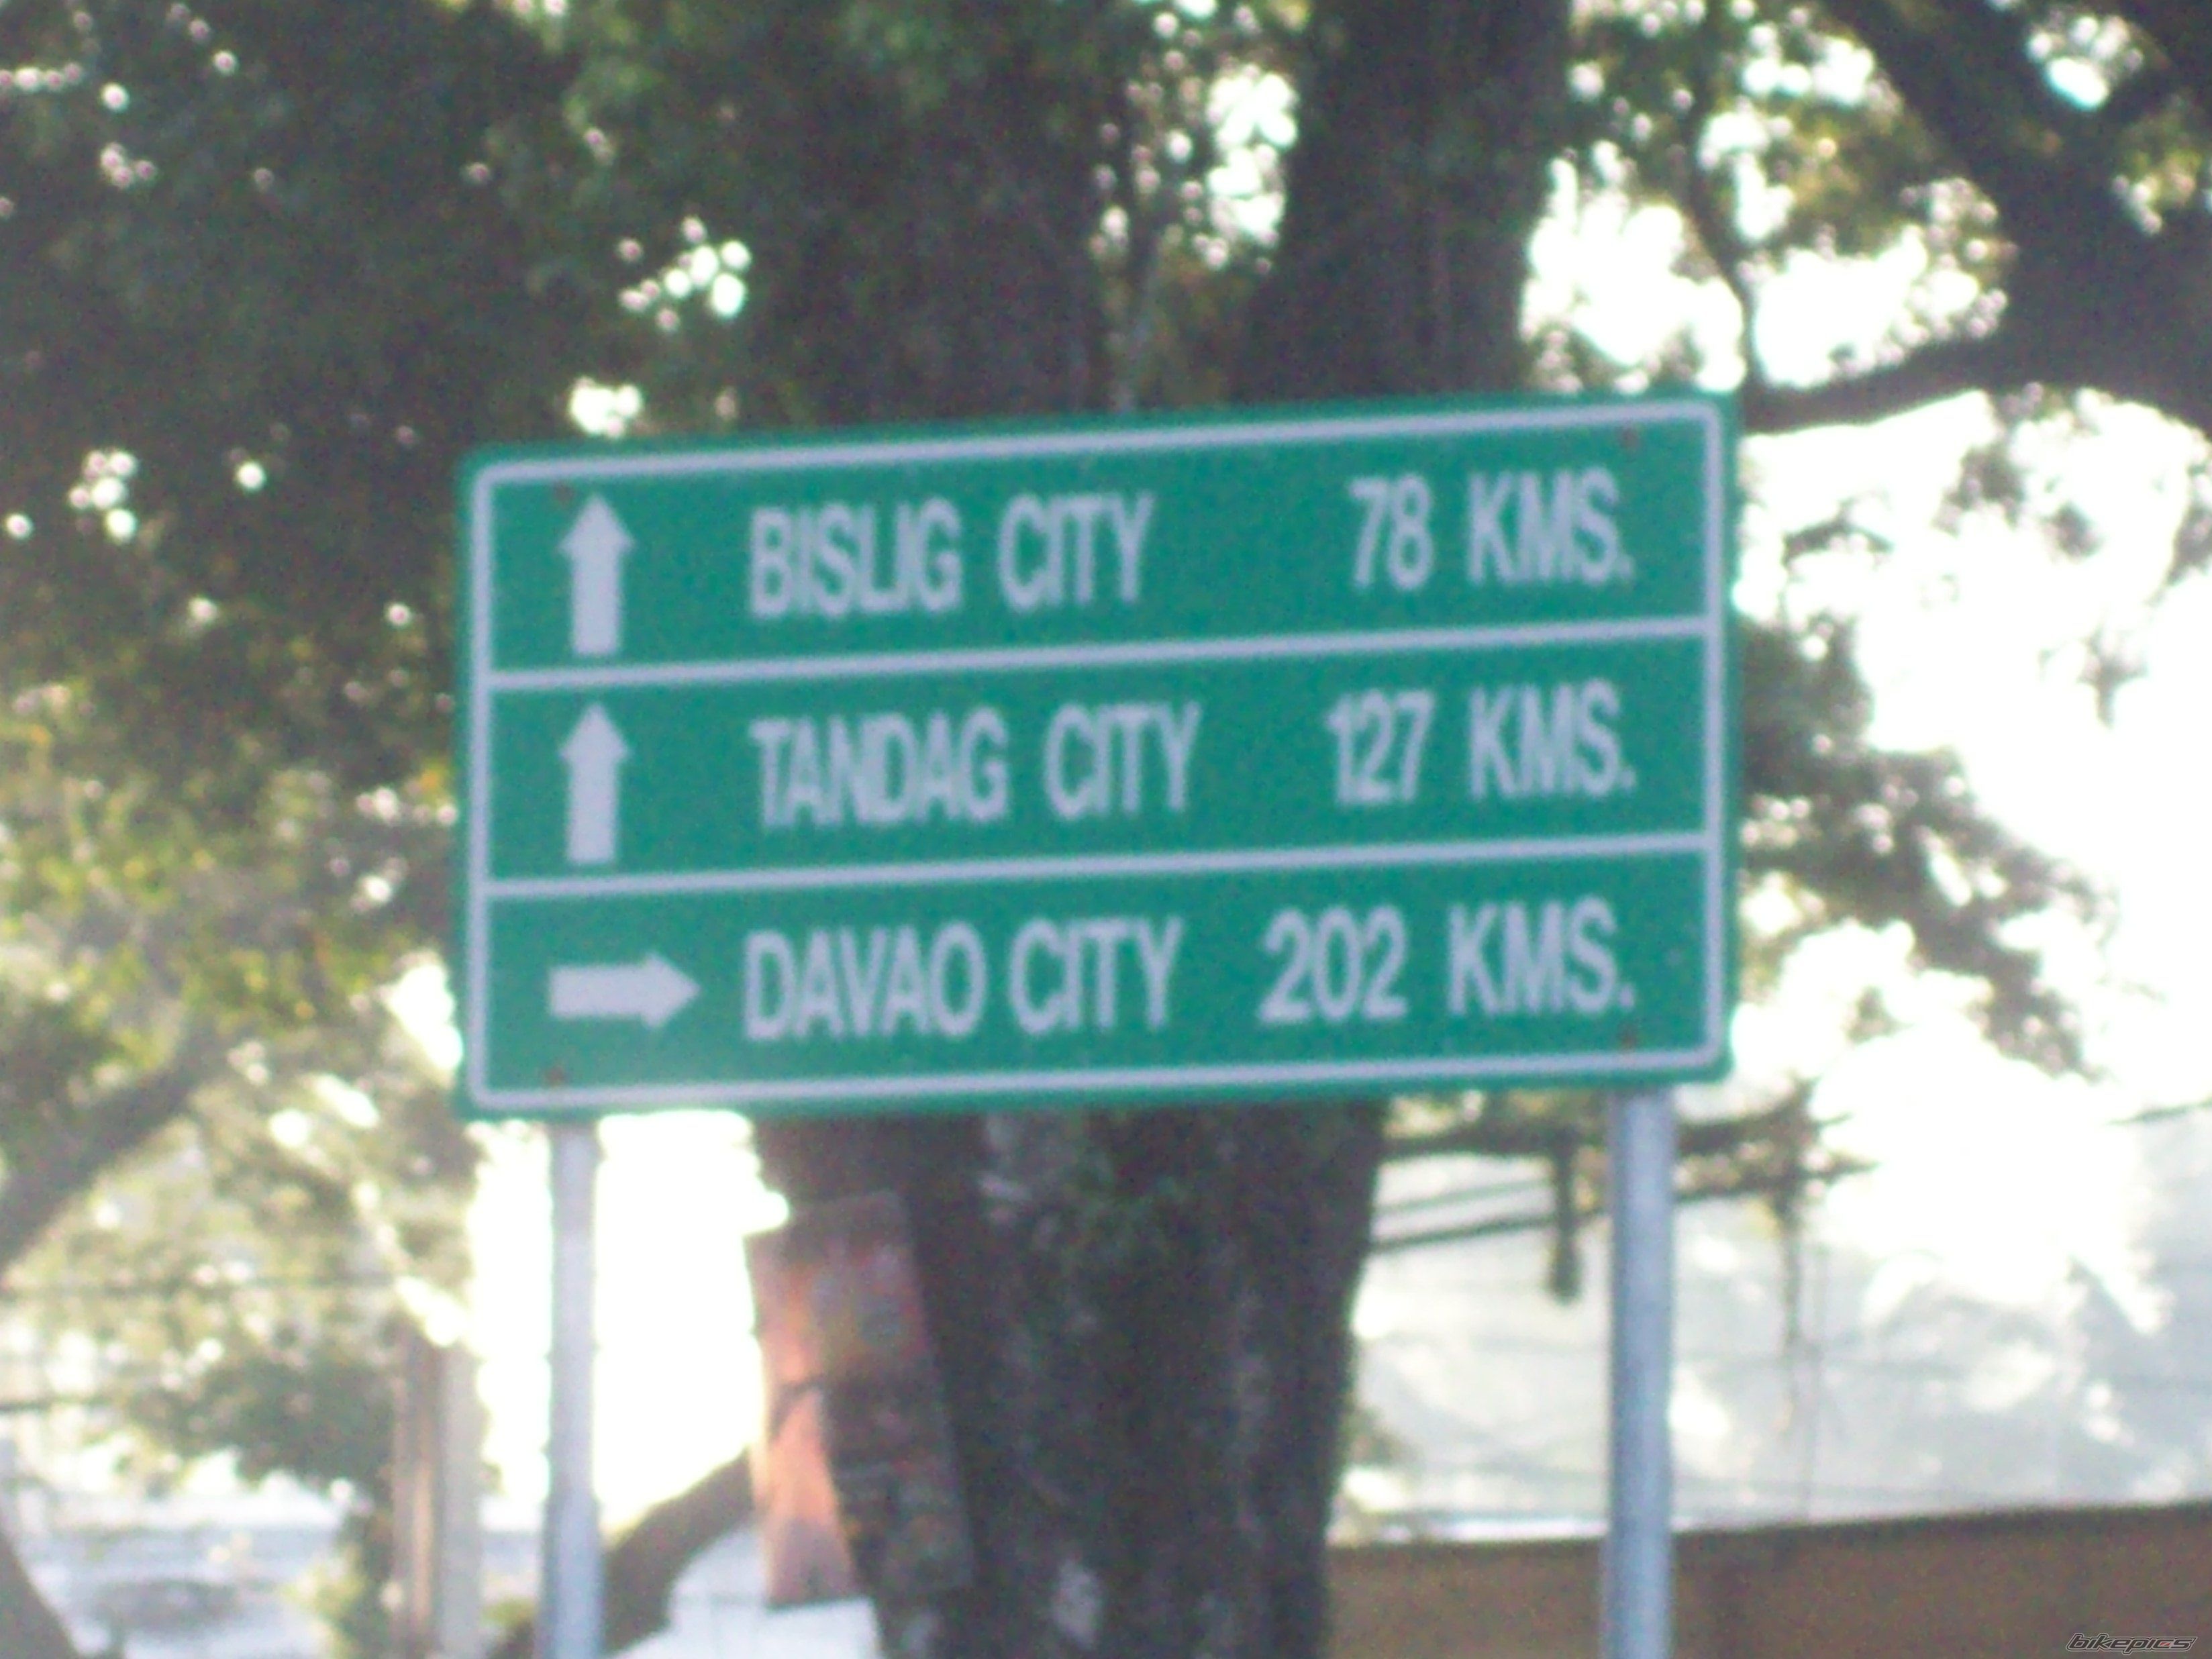 BISLIG CITY 78 KMS.
TANDAG CITY 127 KMS.
DAVAO CITY 202 KMS.
bikepics